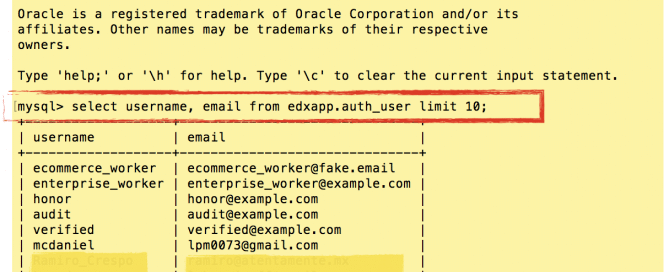 Oracle is a registered trademark of Oracle Corporation and/or its
affiliates. Other names may be trademarks of their respective
owners.
Type 'help;' or '\h' for help. Type '\c' to clear the current input statement.
mysql> select username, email from edxapp.auth_user limit 10;
+-------------------+-----------------------------+
| username | email |
+-------------------+-----------------------------+
| ecommerce_worker | ecommerce_worker@fake.email |
| enterprise_worker | enterprise_worker@example.com |
| honor | honor@example.com |
| audit | audit@example.com |
| verified | verified@example.com |
| mcdaniel | lpm0073@gmail.com |